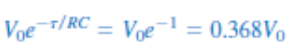 V₀e^{-τ/RC} = V₀e^{-1} = 0.368V₀